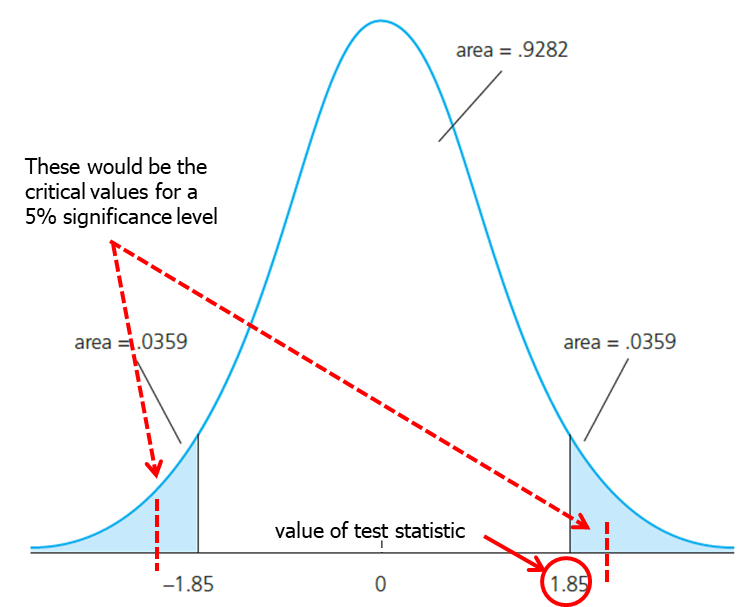 area = .9282
These would be the
critical values for a
5% significance level
area = .0359
area = .0359
value of test statistic
−1.85
0
1.85